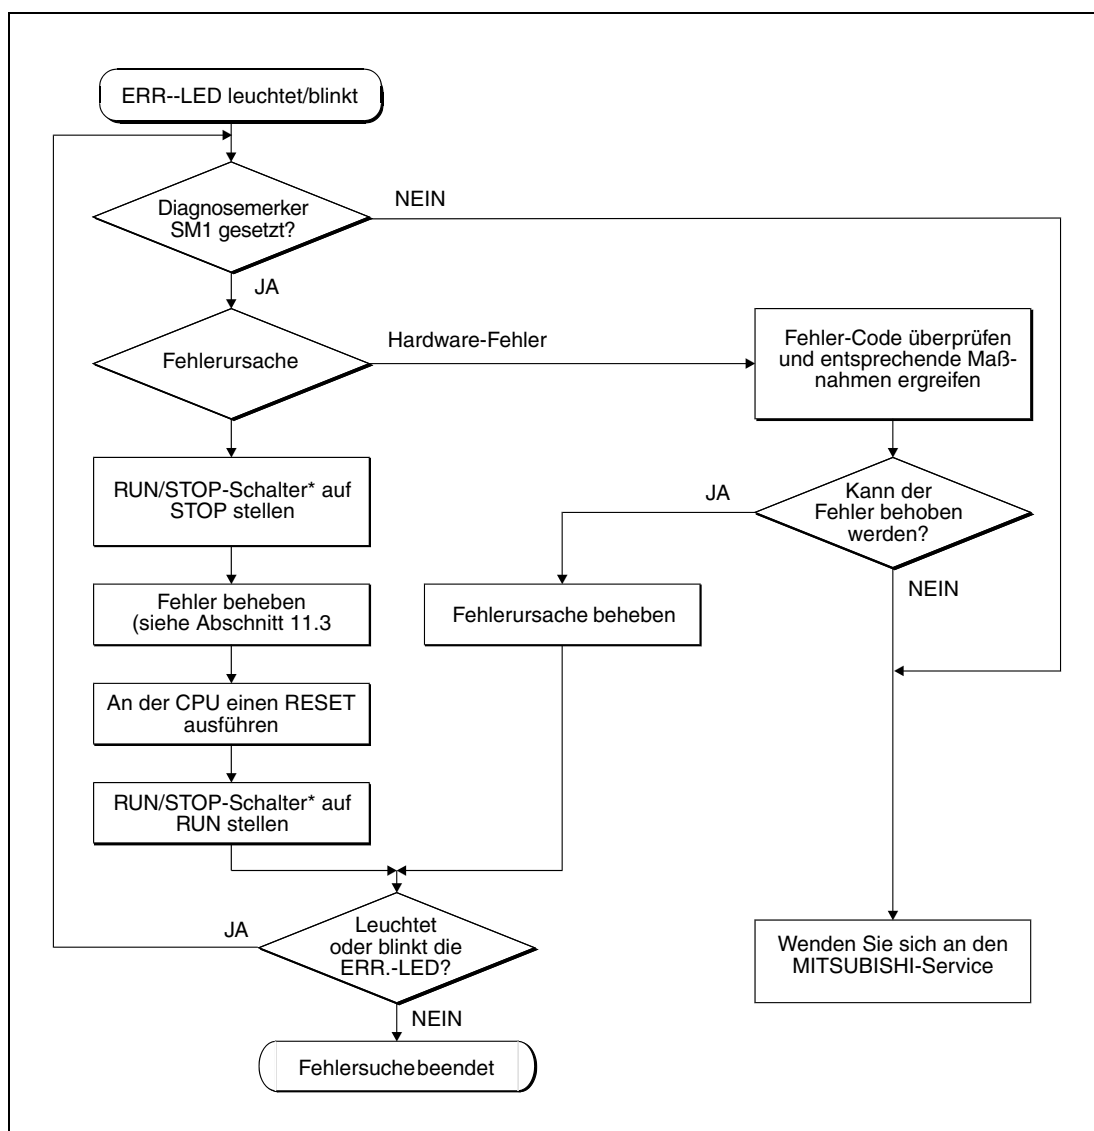 ERR--LED leuchtet/blinkt
Diagnosemerker
SM1 gesetzt?
NEIN
JA
Fehlerursache
Hardware-Fehler
Fehler-Code überprüfen
und entsprechende Maß-
nahmen ergreifen
RUN/STOP-Schalter* auf
STOP stellen
JA
Kann der
Fehler behoben
werden?
NEIN
Fehler beheben
(siehe Abschnitt 11.3
Fehlerursache beheben
An der CPU einen RESET
ausführen
RUN/STOP-Schalter* auf
RUN stellen
JA
Leuchtet
oder blinkt die
ERR.-LED?
NEIN
Wenden Sie sich an den
MITSUBISHI-Service
Fehlersuche beendet